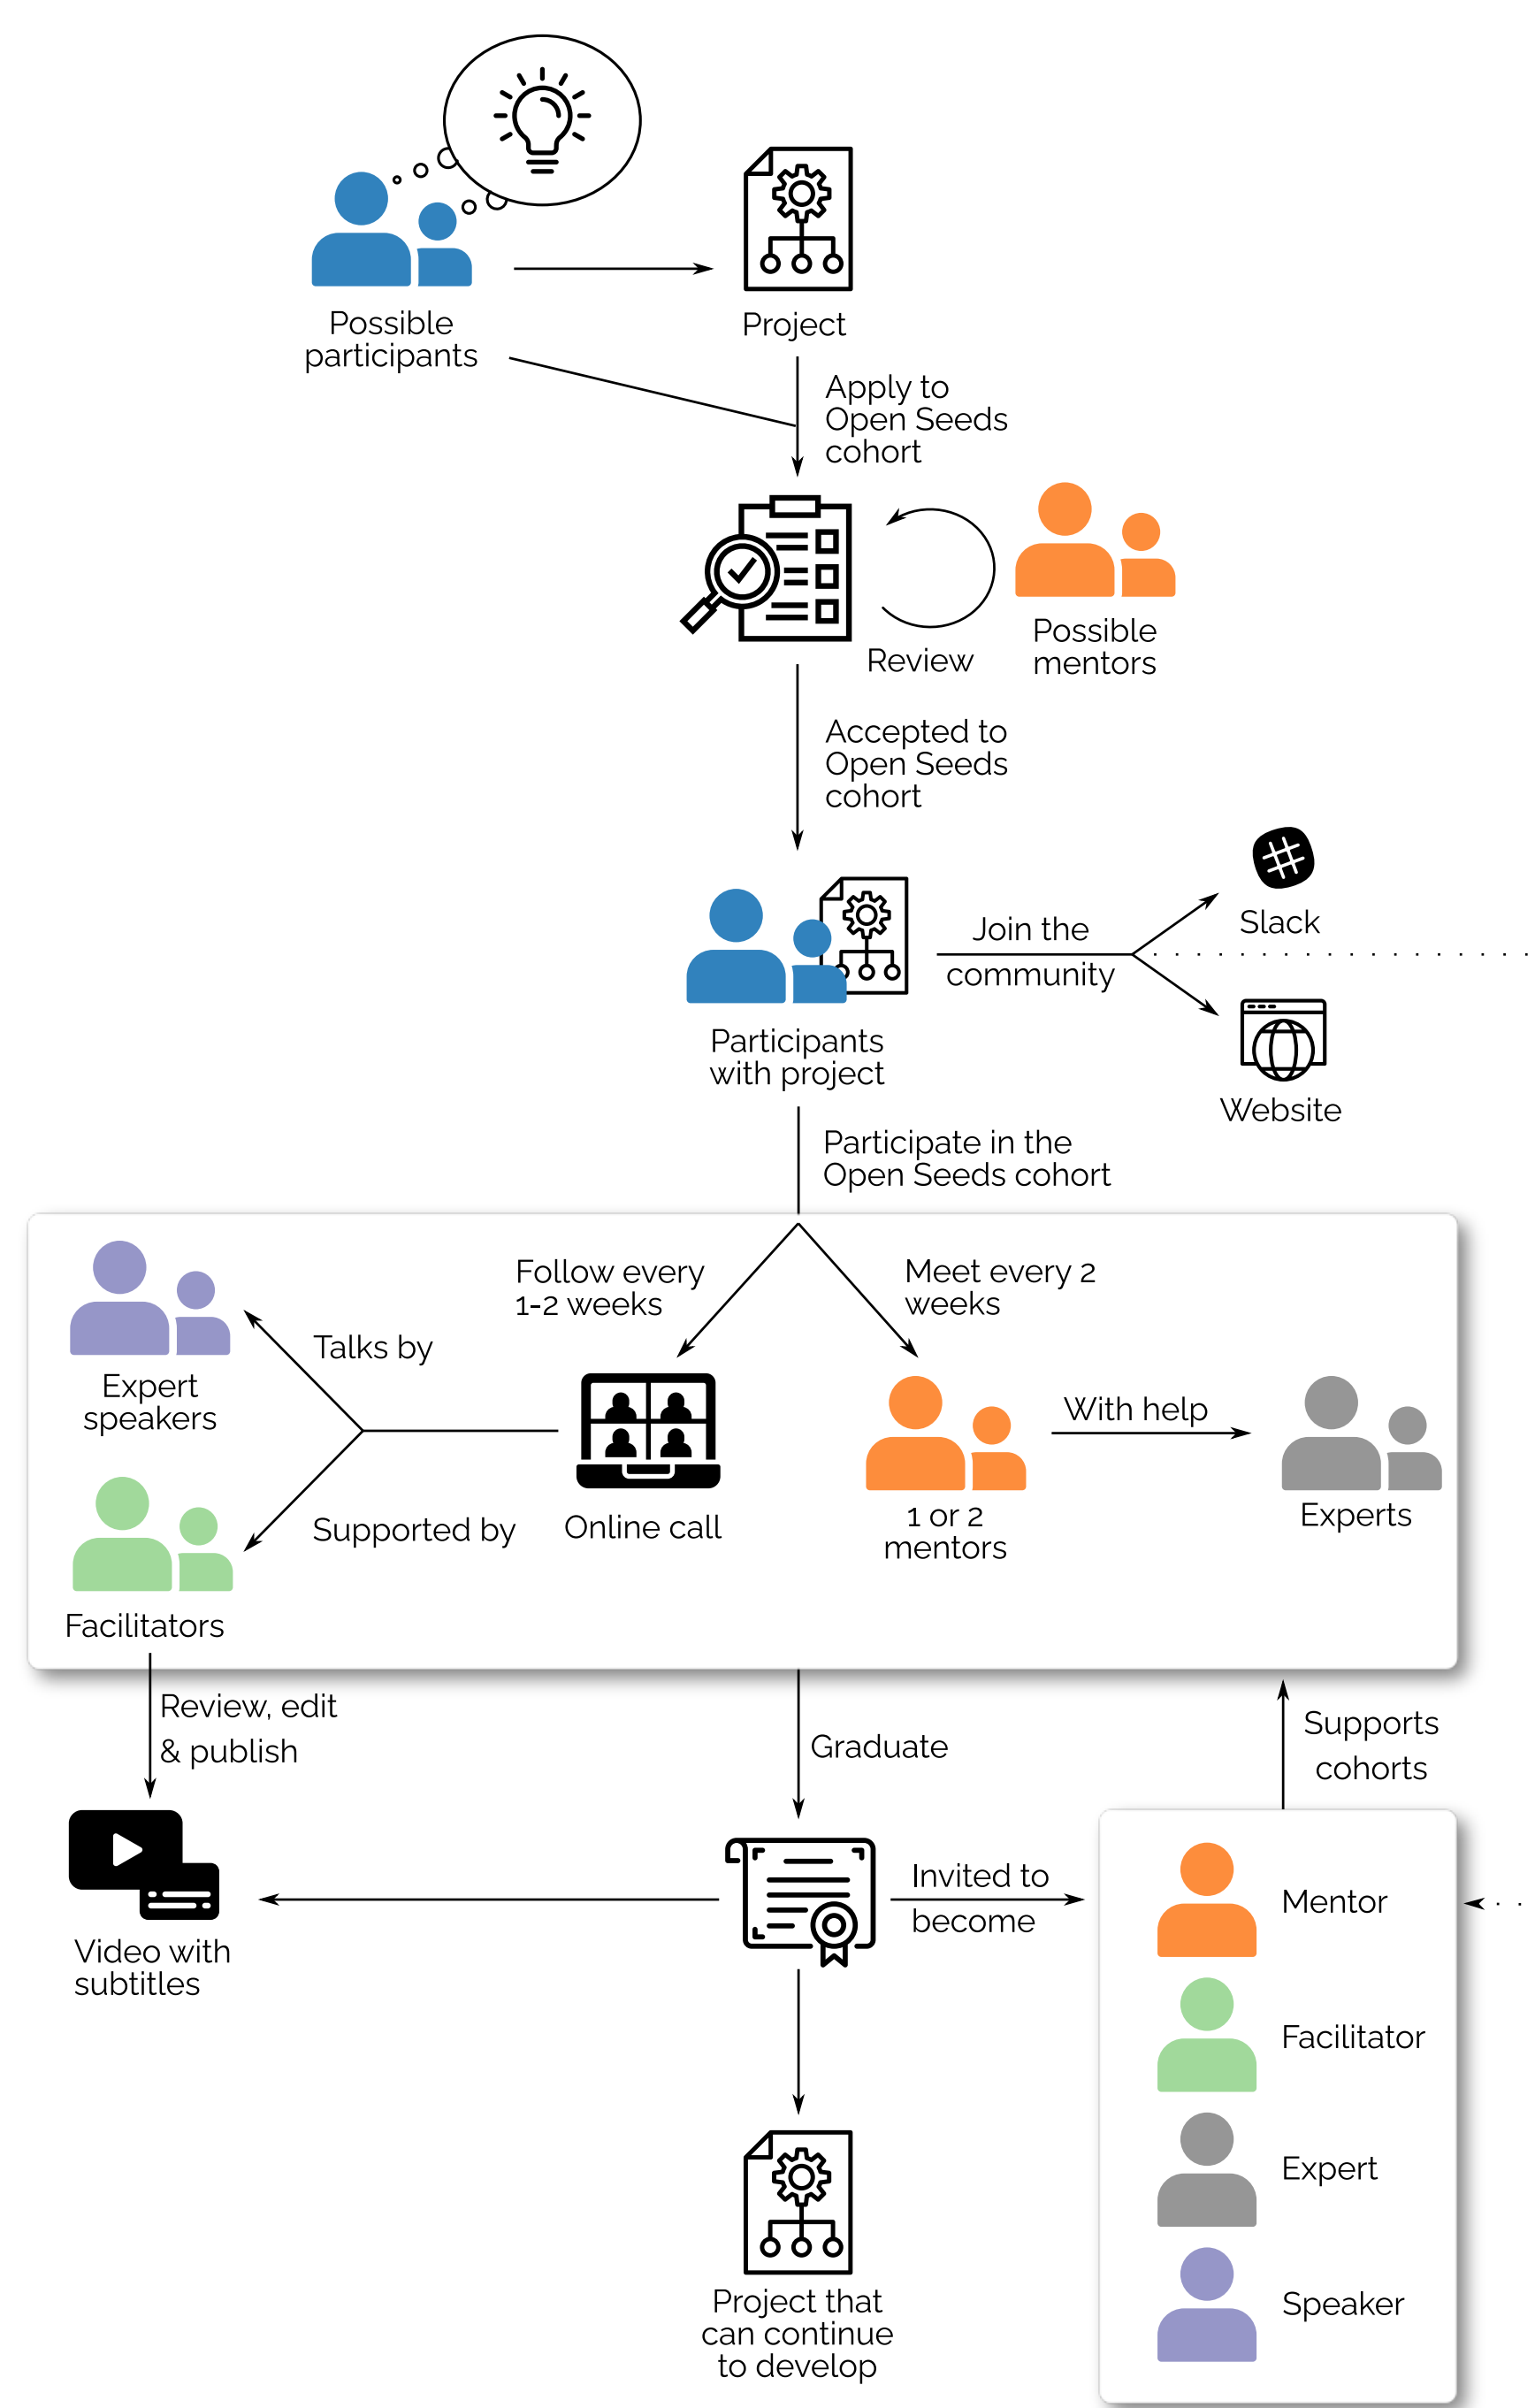 Possible
participants
Project
Apply to
Open Seeds
cohort
Review
Possible
mentors
Accepted to
Open Seeds
cohort
Participants
with project
Join the
community
Slack
Website
Participate in the
Open Seeds cohort
Follow every
1-2 weeks
Meet every 2
weeks
Talks by
Expert
speakers
Supported by
Facilitators
Online call
1 or 2
mentors
With help
Experts
Review, edit
& publish
Graduate
Supports
cohorts
Video with
subtitles
Invited to
become
Mentor
Facilitator
Expert
Speaker
Project that
can continue
to develop